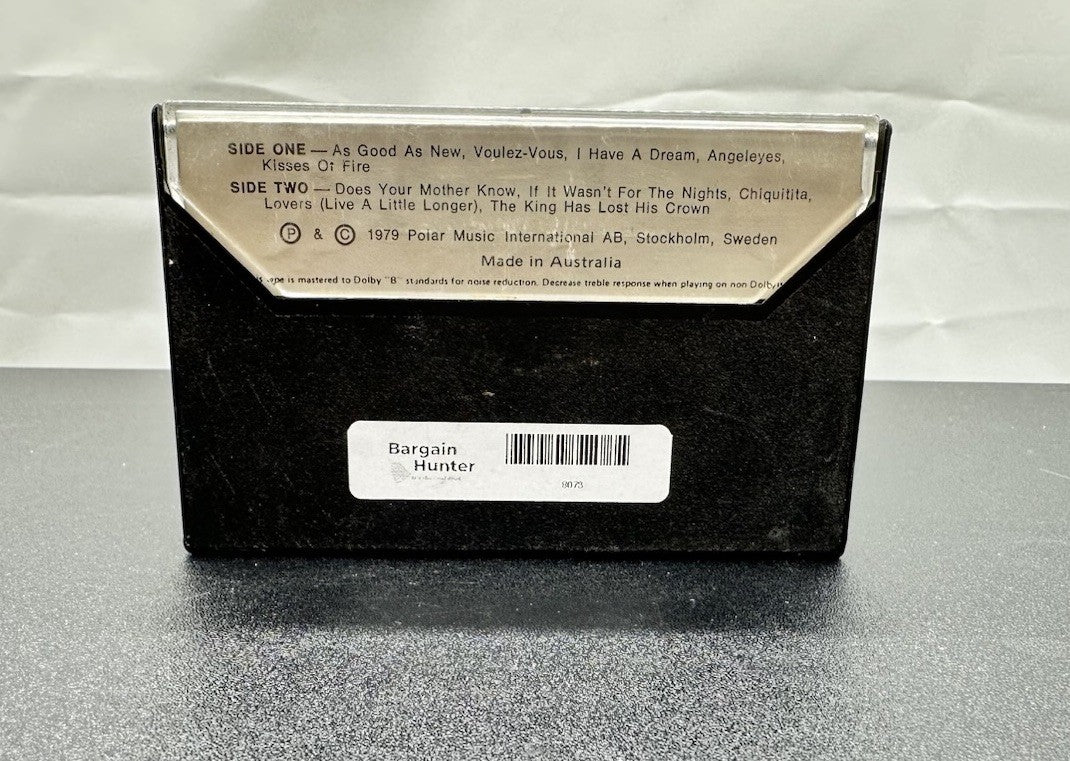 SIDE ONE — As Good As New, Voulez-Vous, I Have A Dream, Angeleyes,
Kisses Of Fire
SIDE TWO — Does Your Mother Know, If It Wasn't For The Nights, Chiquitita,
Lovers (Live A Little Longer), The King Has Lost His Crown
Ⓟ & © 1979 Polar Music International AB, Stockholm, Sweden
Made in Australia
is mastered to Dolby "B" standards for noise reduction. Decrease treble response when playing on non Dolby
Bargain
Hunter
8073